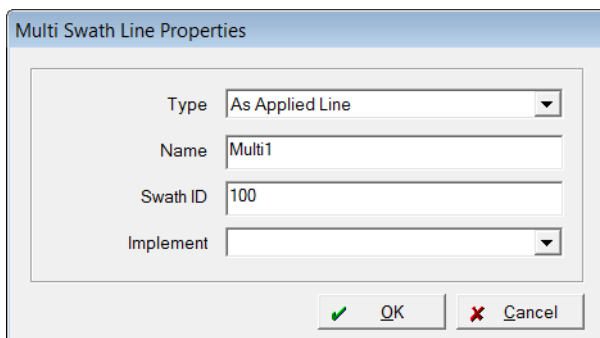 Multi Swath Line Properties
Type As Applied Line
Name Multi1
Swath ID 100
Implement
OK Cancel